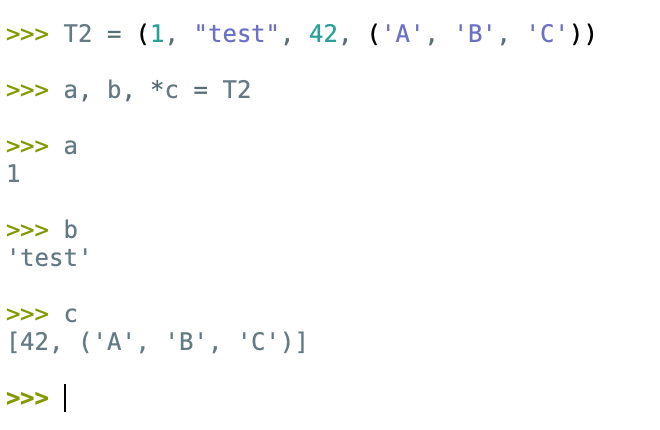 >>> T2 = (1, "test", 42, ('A', 'B', 'C'))
>>> a, b, *c = T2
>>> a
1
>>> b
'test'
>>> c
[42, ('A', 'B', 'C')]
>>>